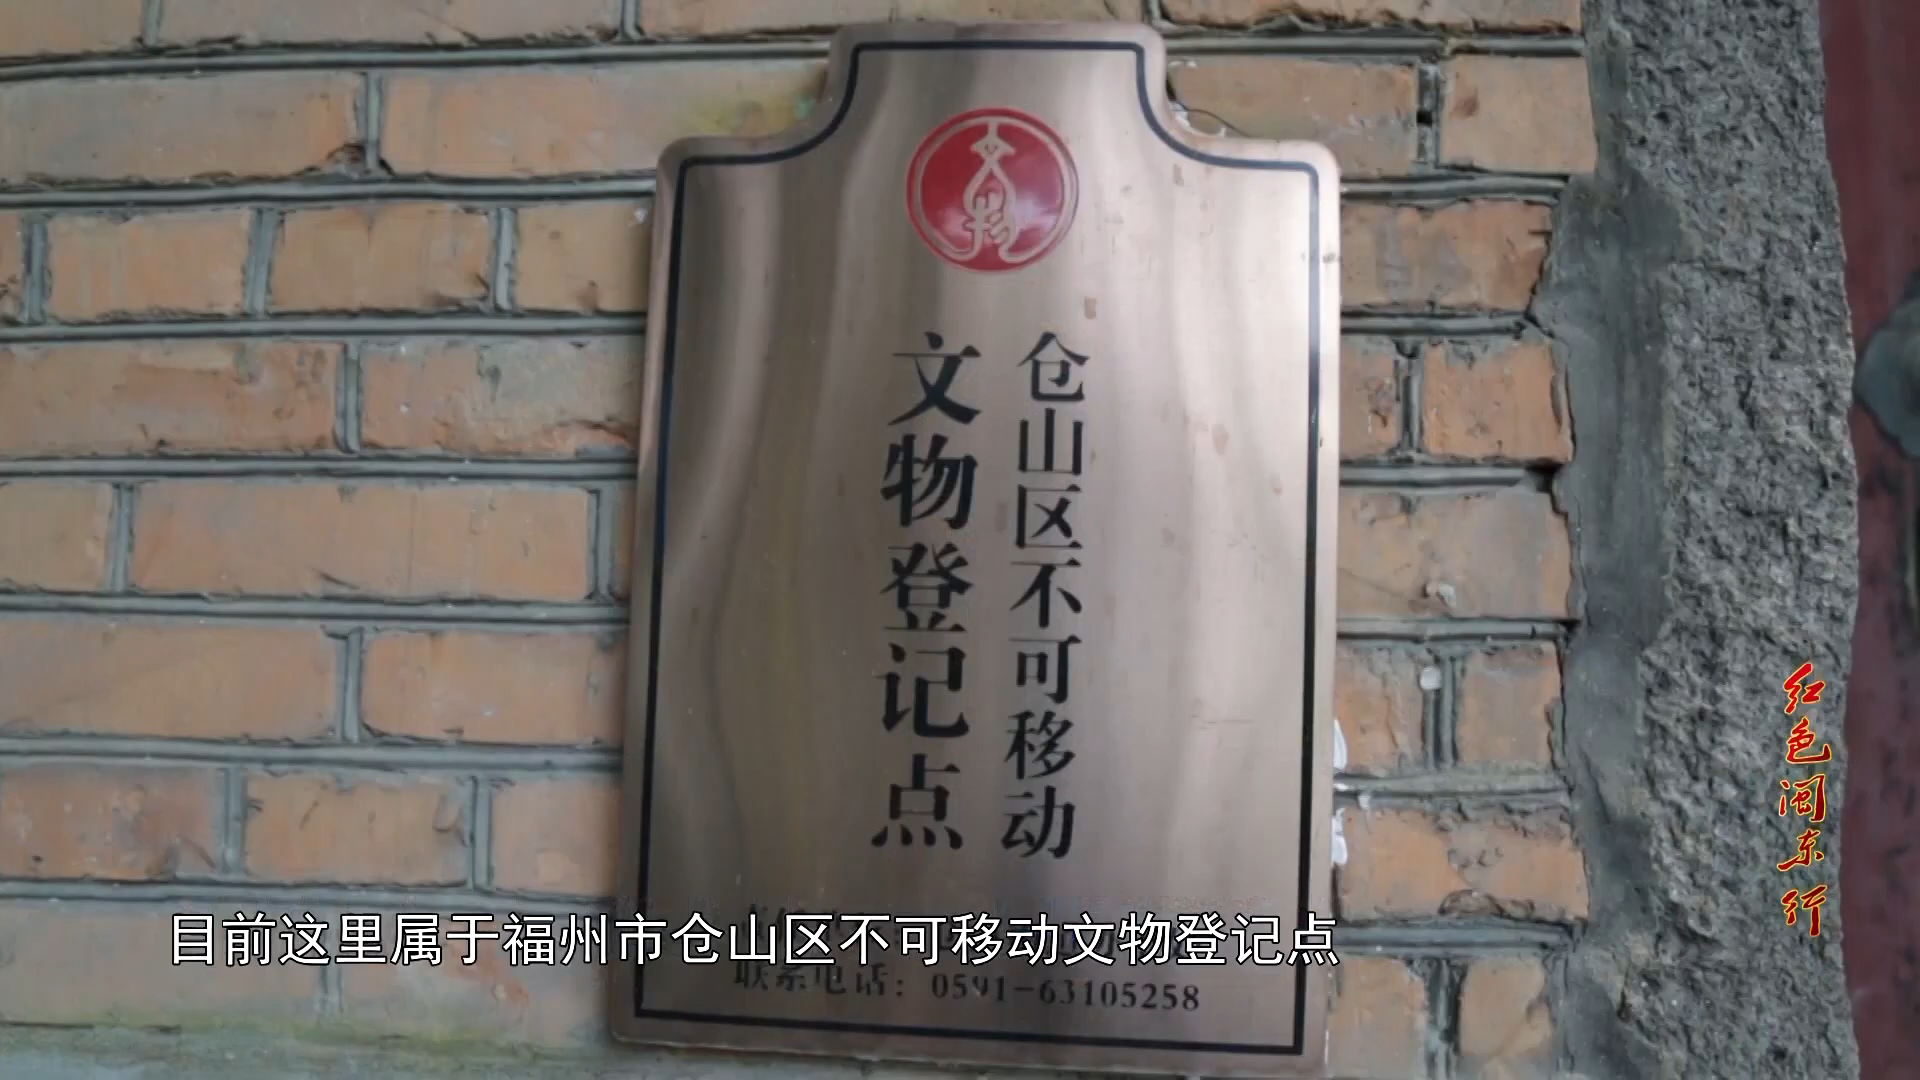 文物
仓山区不可移动
文物登记点
目前这里属于福州市仓山区不可移动文物登记点
联系电话：0591-63105258
红色闽东行